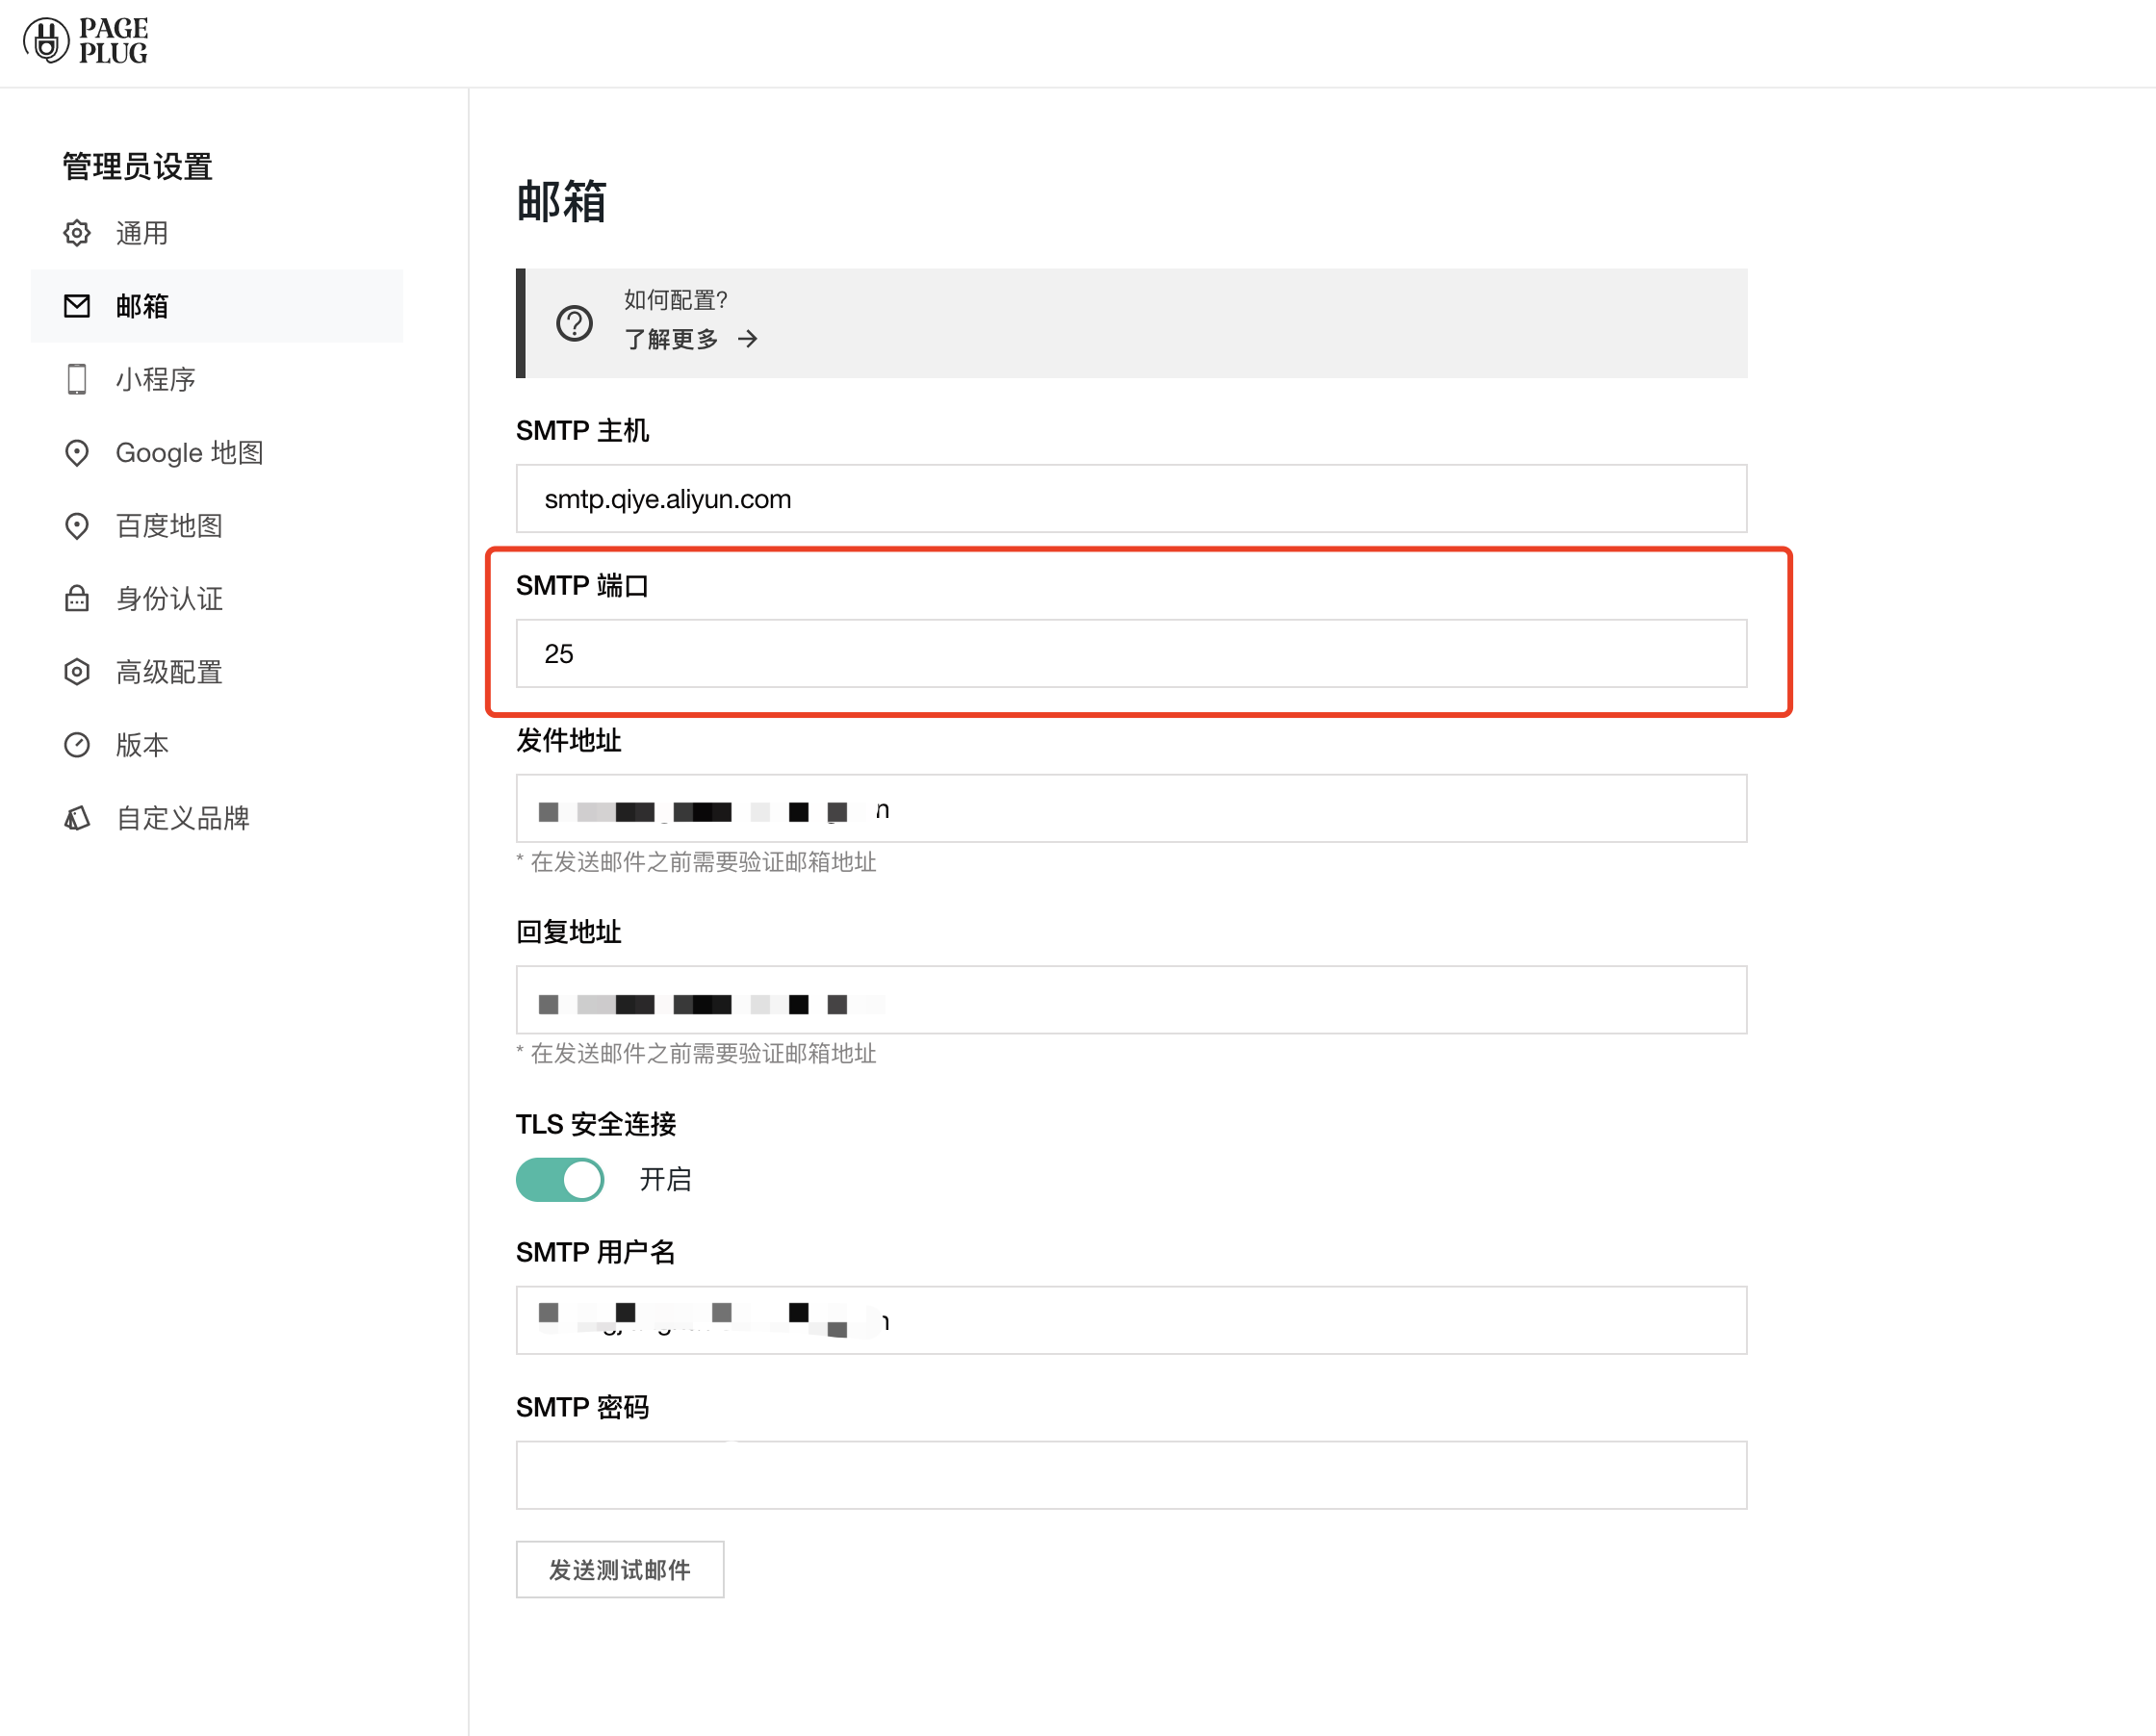 PAGE
PLUG
管理员设置
通用
邮箱
小程序
Google 地图
百度地图
身份认证
高级配置
版本
自定义品牌
邮箱
如何配置?
了解更多
SMTP 主机
smtp.qiye.aliyun.com
SMTP 端口
25
发件地址
* 在发送邮件之前需要验证邮箱地址
回复地址
* 在发送邮件之前需要验证邮箱地址
TLS 安全连接
开启
SMTP 用户名
SMTP 密码
发送测试邮件